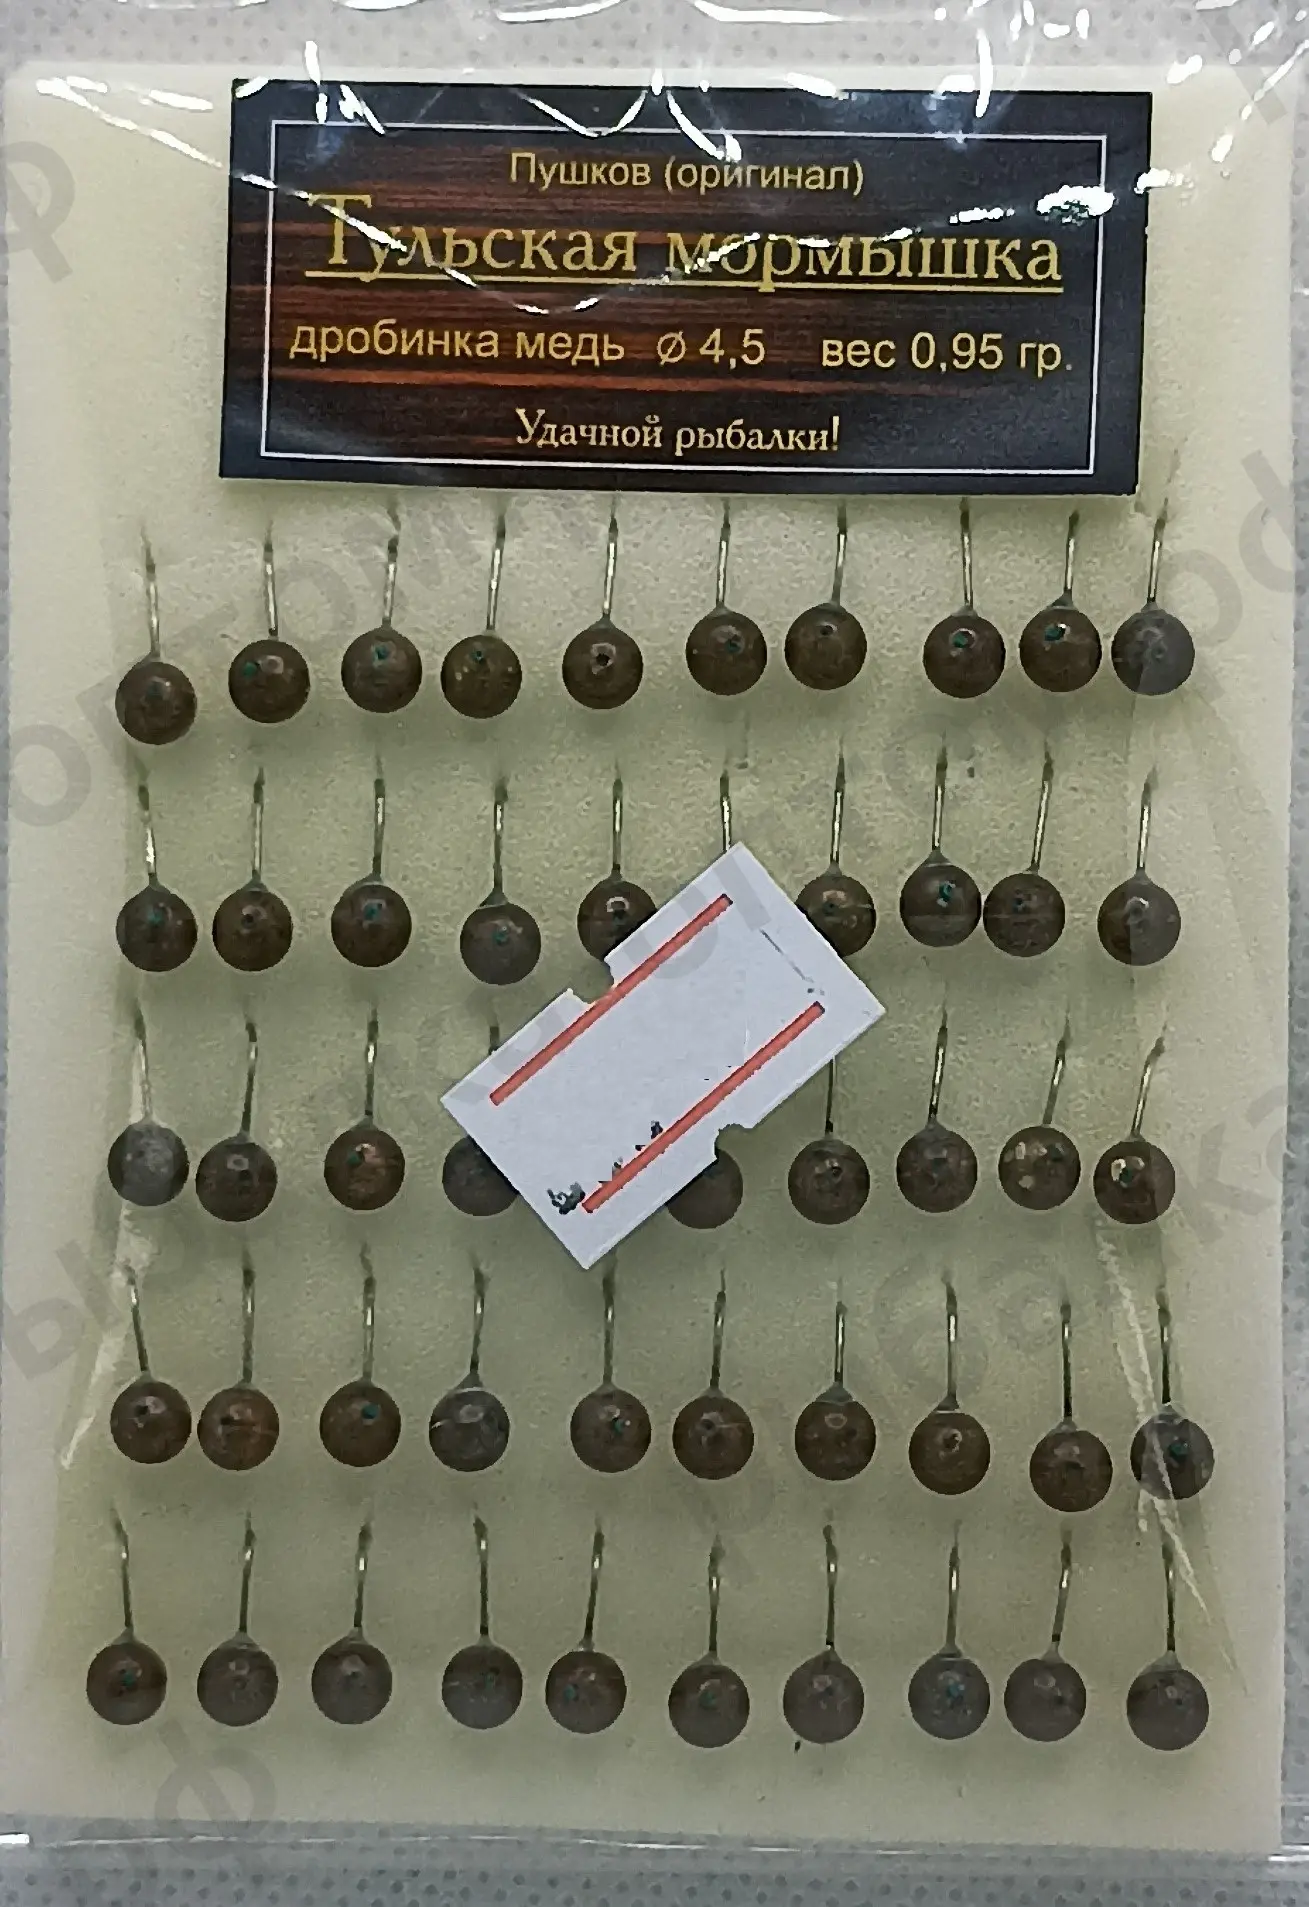 Пушков (оригинал)
Тульская мормышка
дробинка медь ⌀ 4,5 вес 0,95 гр.
Удачной рыбалки!